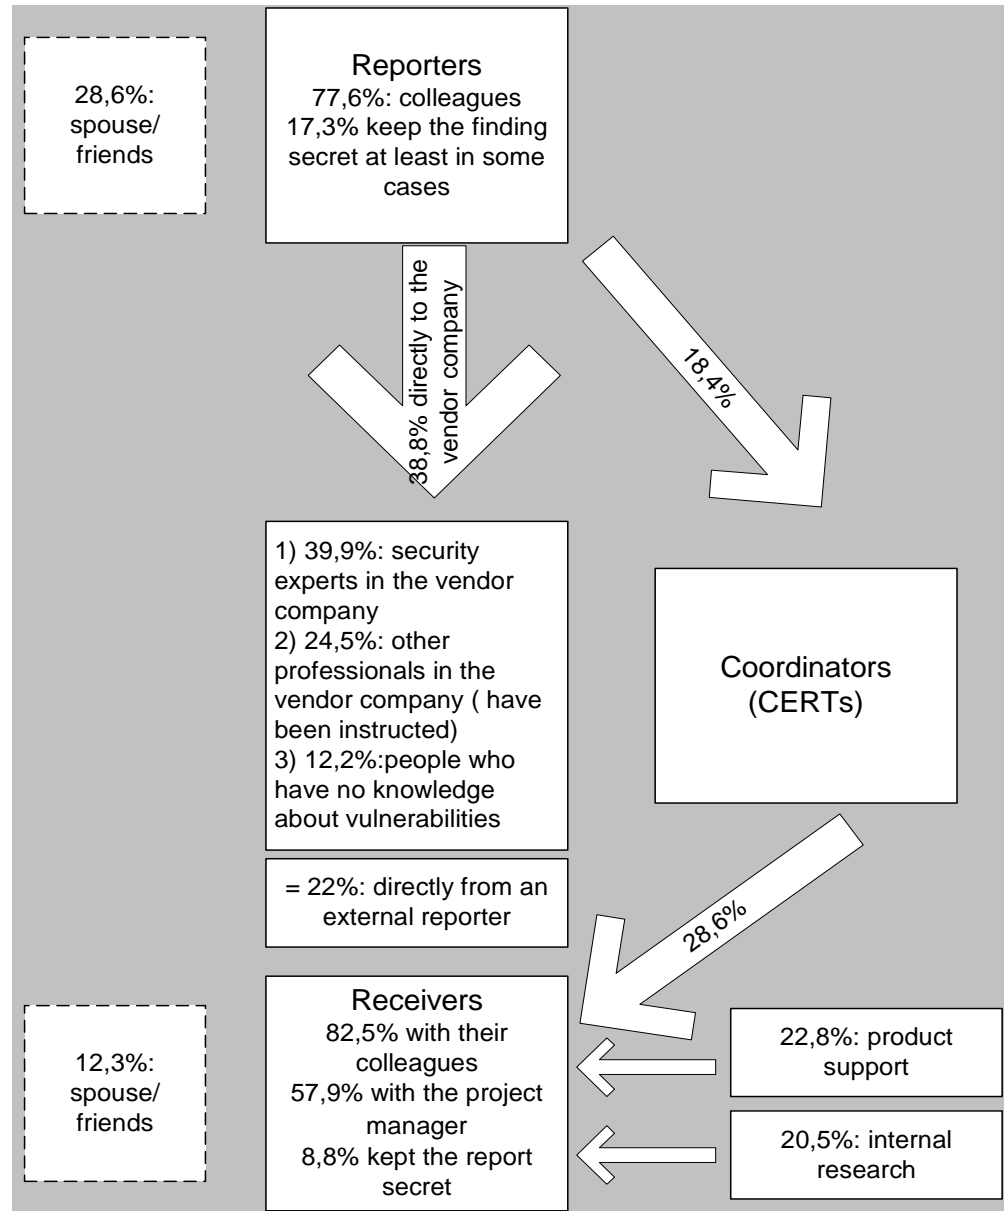 28,6%:
spouse/
friends
Reporters
77,6%: colleagues
17,3% keep the finding
secret at least in some
cases
38,8% directly to the
vendor company
18,4%
1) 39,9%: security
experts in the vendor
company
2) 24,5%: other
professionals in the
vendor company ( have
been instructed)
3) 12,2%:people who
have no knowledge
about vulnerabilities
Coordinators
(CERTs)
= 22%: directly from an
external reporter
28,6%
Receivers
82,5% with their
colleagues
57,9% with the project
manager
8,8% kept the report
secret
12,3%:
spouse/
friends
22,8%: product
support
20,5%: internal
research